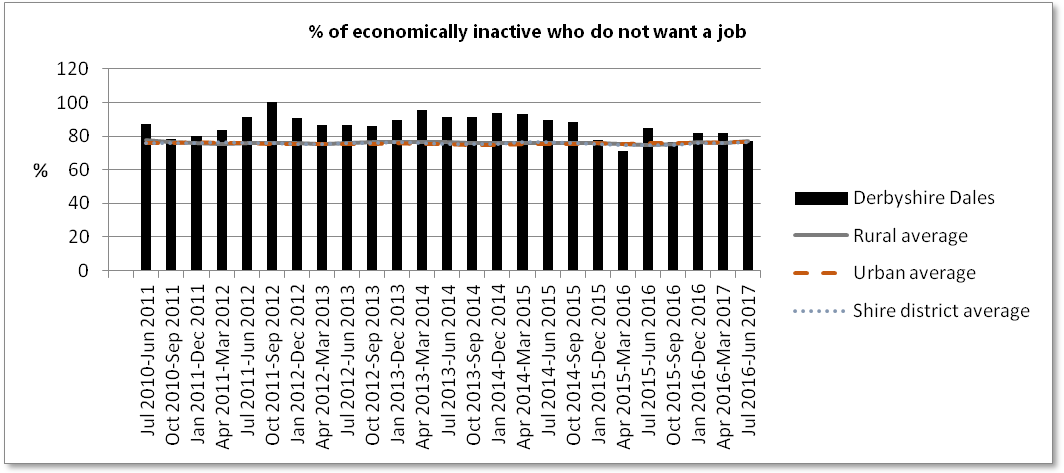 % of economically inactive who do not want a job
120
100
80
60
40
20
0
%
Jul 2010-Jun 2011
Oct 2010-Sep 2011
Jan 2011-Dec 2011
Apr 2011-Mar 2012
Jul 2011-Jun 2012
Oct 2011-Sep 2012
Jan 2012-Dec 2012
Apr 2012-Mar 2013
Jul 2012-Jun 2013
Oct 2012-Sep 2013
Jan 2013-Dec 2013
Apr 2013-Mar 2014
Jul 2013-Jun 2014
Oct 2013-Sep 2014
Jan 2014-Dec 2014
Apr 2014-Mar 2015
Jul 2014-Jun 2015
Oct 2014-Sep 2015
Jan 2015-Dec 2015
Apr 2015-Mar 2016
Jul 2015-Jun 2016
Oct 2015-Sep 2016
Jan 2016-Dec 2016
Apr 2016-Mar 2017
Jul 2016-Jun 2017
Derbyshire Dales
Rural average
Urban average
Shire district average